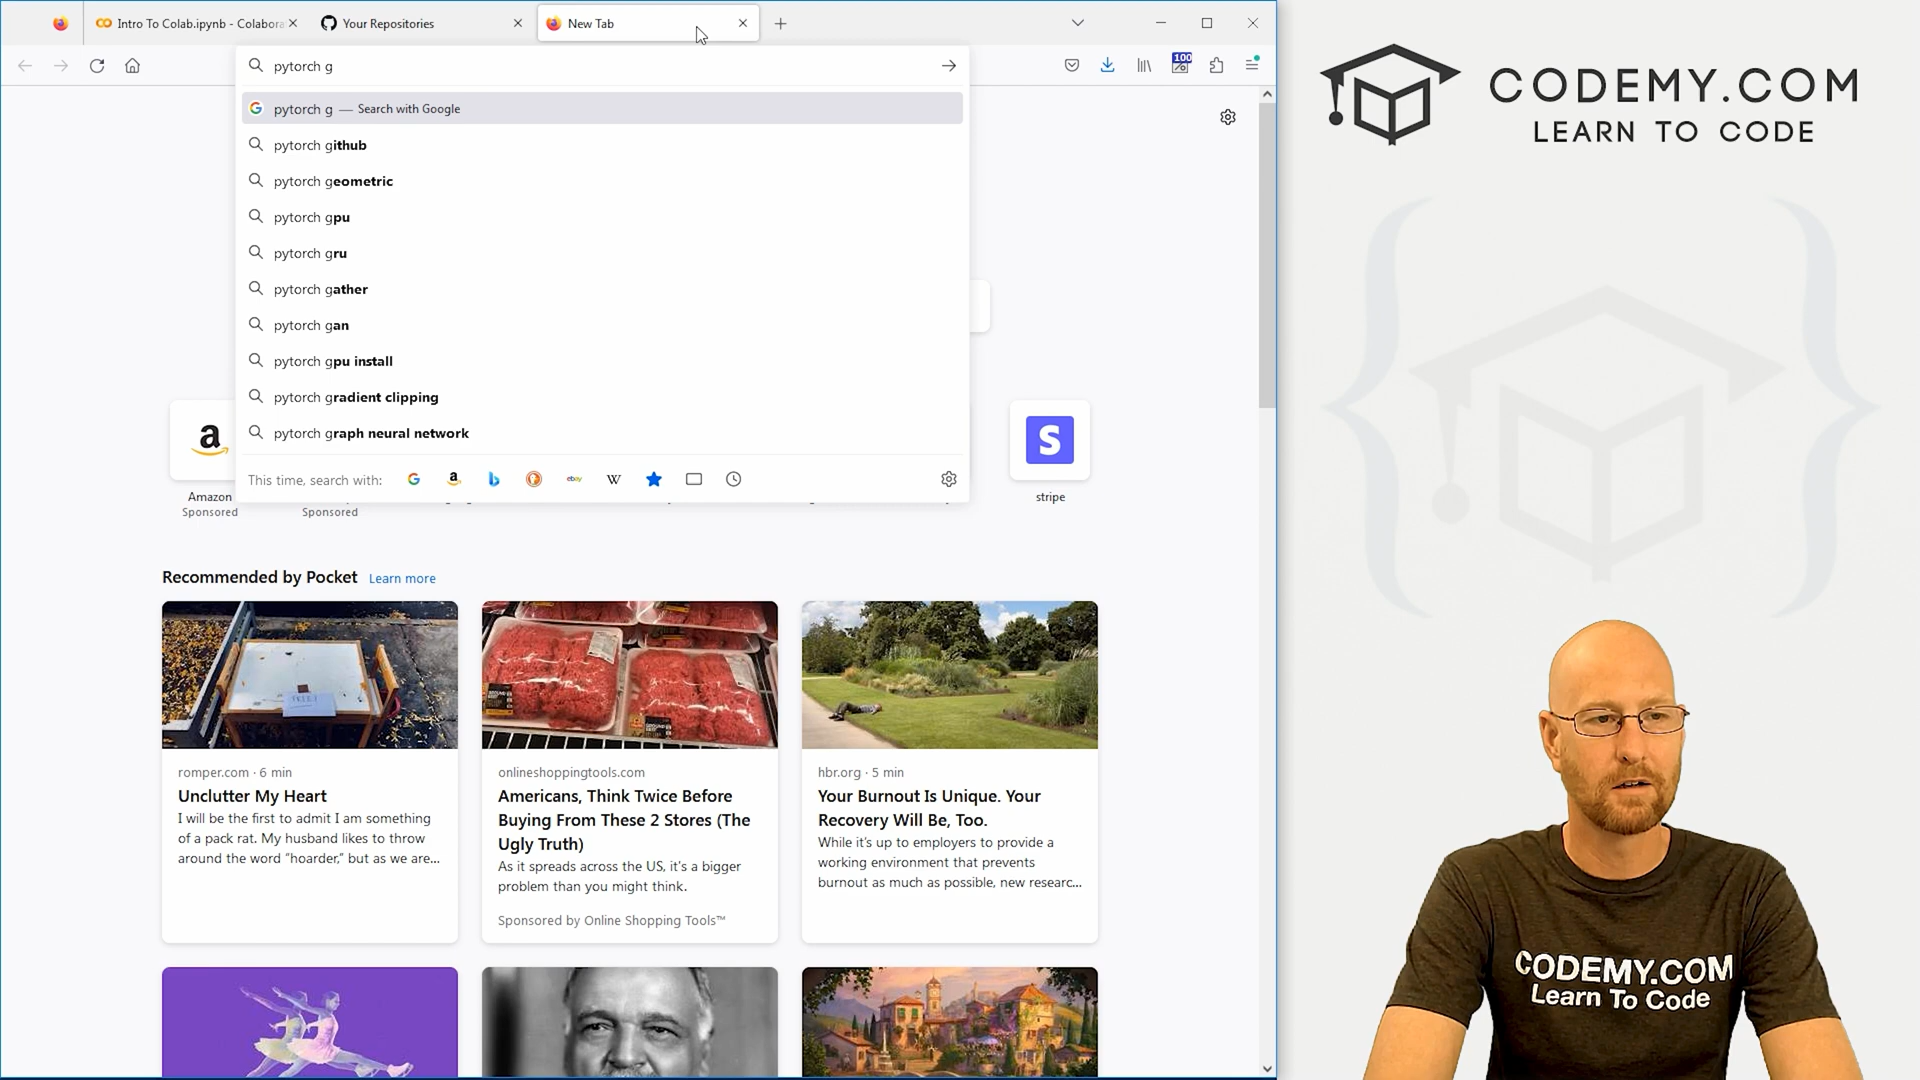 Intro To Colab.ipynb - Colabora
Your Repositories
New Tab
pytorch g
100
pytorch g — Search with Google
pytorch github
pytorch geometric
pytorch gpu
pytorch gru
pytorch gather
pytorch gan
pytorch gpu install
pytorch gradient clipping
pytorch graph neural network
This time, search with:
ebay
W
a
S
Amazon
Sponsored
Sponsored
stripe
Recommended by Pocket Learn more
romper.com · 6 min
Unclutter My Heart
I will be the first to admit I am something
of a pack rat. My husband likes to throw
around the word “hoarder,” but as we are...
onlineshoppingtools.com
Americans, Think Twice Before
Buying From These 2 Stores (The
Ugly Truth)
As it spreads across the US, it's a bigger
problem than you might think.
Sponsored by Online Shopping Tools™
hbr.org · 5 min
Your Burnout Is Unique. Your
Recovery Will Be, Too.
While it’s up to employers to provide a
working environment that prevents
burnout as much as possible, new researc...
CODEMY.COM
LEARN TO CODE
CODEMY.COM
Learn To Code